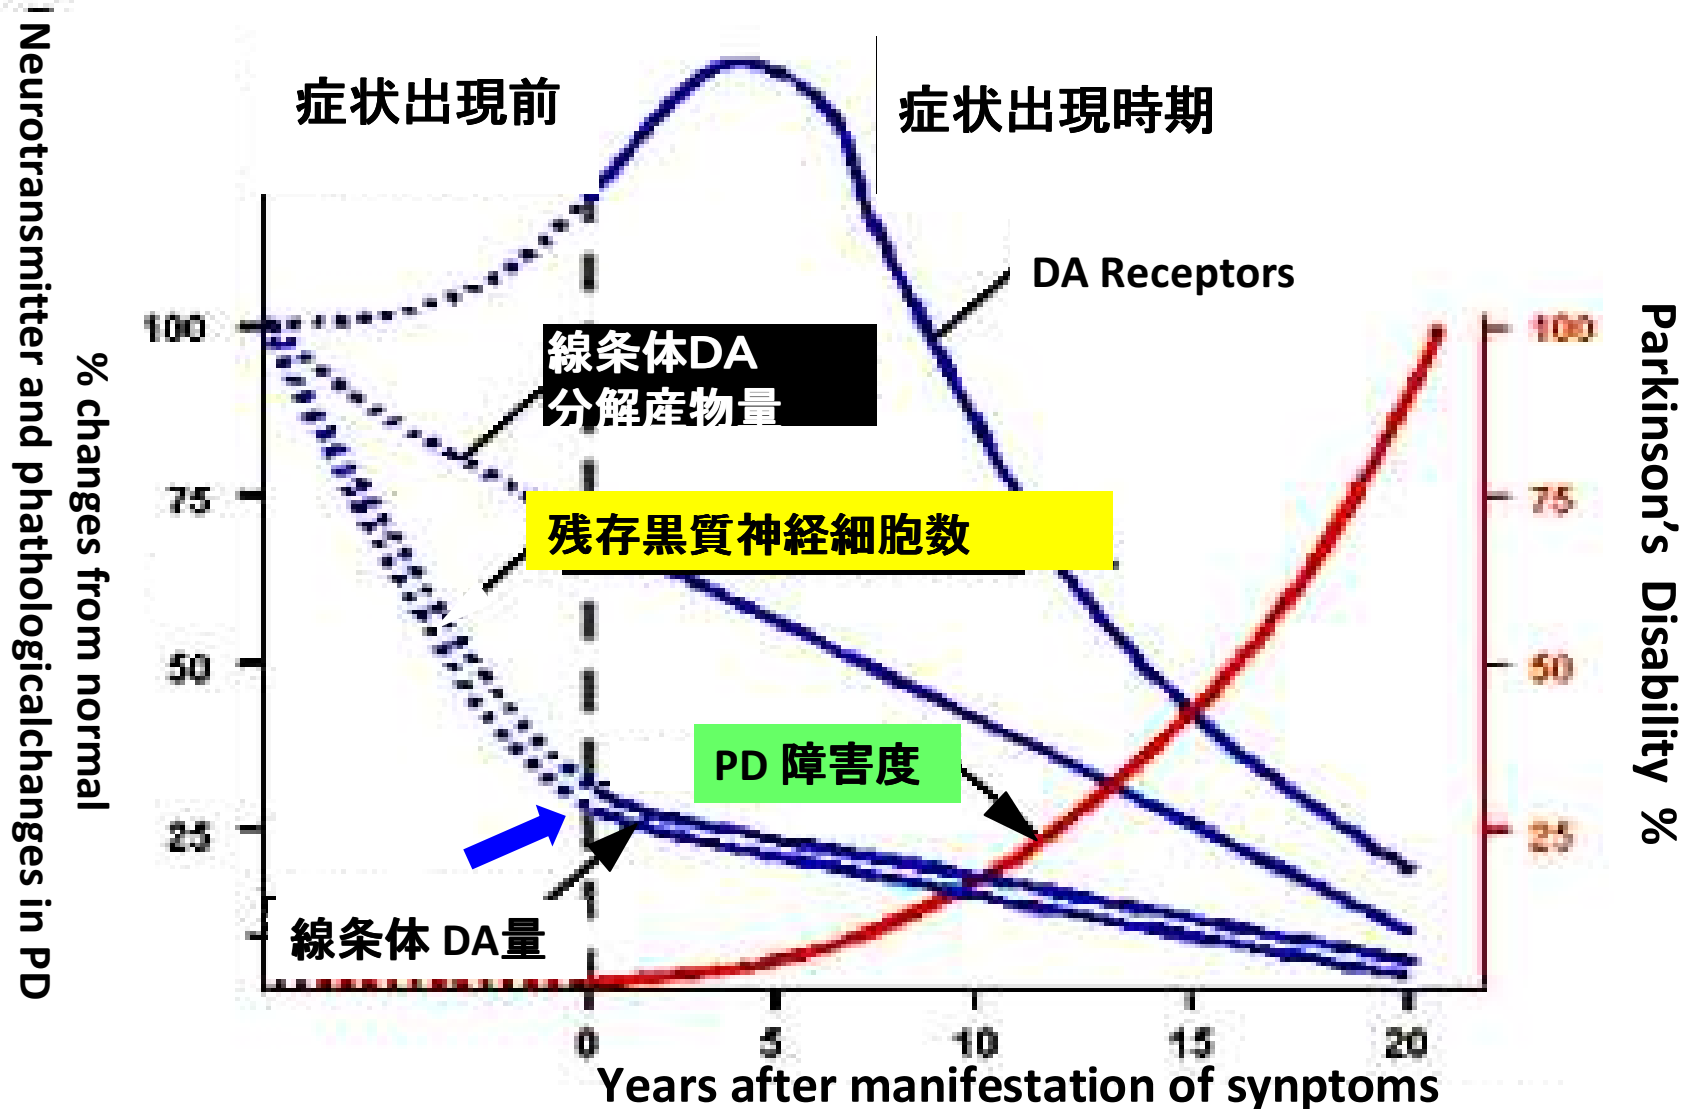 Neurotransmitter and phathologicalchanges in PD
% changes from normal
症状出現前
症状出現時期
DA Receptors
線条体DA
分解産物量
残存黒質神経細胞数
PD 障害度
線条体 DA量
100
75
50
25
100
75
50
25
Parkinson's Disability %
0 5 10 15 20
Years after manifestation of synptoms